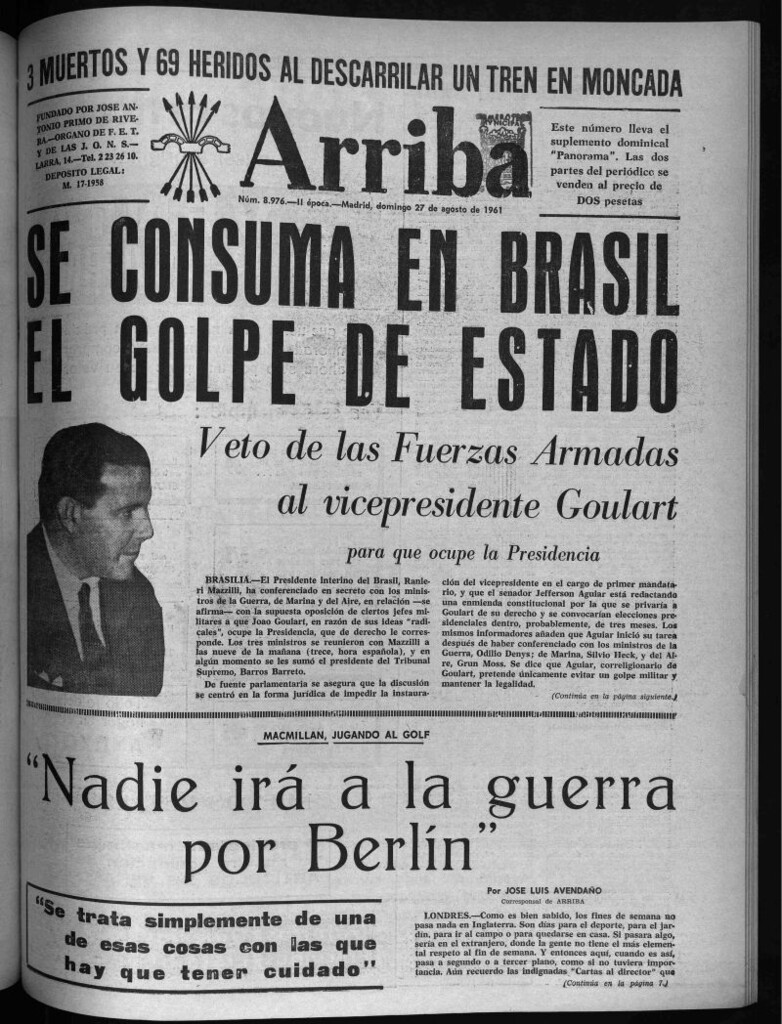 3 MUERTOS Y 69 HERIDOS AL DESCARRILAR UN TREN EN MONCADA
FUNDADO POR JOSE AN-
TONIO PRIMO DE RIVE-
RA.—ORGANO DE F. E. T.
Y DE LAS J. O. N. S.—
LARRA, 14.—Tel. 2 23 26 10.
DEPOSITO LEGAL:
M. 17-1958
Arriba
HEMEROTECA
MUNICIPAL
Núm. 8.976.—II época.—Madrid, domingo 27 de agosto de 1961
Este número lleva el
suplemento dominical
"Panorama". Las dos
partes del periódico se
venden al precio de
DOS pesetas
SE CONSUMA EN BRASIL
EL GOLPE DE ESTADO
Veto de las Fuerzas Armadas
al vicepresidente Goulart
para que ocupe la Presidencia
BRASILIA.—El Presidente interino del Brasil, Ranie-
ri Mazzilli, ha conferenciado en secreto con los minis-
tros de la Guerra, de Marina y del Aire, en relación —se
afirma— con la supuesta oposición de ciertos jefes mili-
tares a que Joao Goulart, en razón de sus ideas "radi-
cales", ocupe la Presidencia, que de derecho le corres-
ponde. Los tres ministros se reunieron con Mazzilli a
las nueve de la mañana (trece, hora española), y en
algún momento se les sumó el presidente del Tribunal
Supremo, Barros Barreto.
De fuente parlamentaria se asegura que la discusión
se centró en la forma jurídica de impedir la instaura-
ción del vicepresidente en el cargo de primer mandata-
rio, y que el senador Jefferson Aguiar está redactando
una enmienda constitucional por la que se privaría a
Goulart de su derecho y se convocarían elecciones pre-
sidenciales dentro, probablemente, de tres meses. Los
mismos informadores añaden que Aguiar inició su tarea
después de haber conferenciado con los ministros de la
Guerra, Odilio Denys; de Marina, Silvio Heck, y del Ai-
re, Grun Moss. Se dice que Aguiar, correligionario de
Goulart, pretende únicamente evitar un golpe militar y
mantener la legalidad.
(Continúa en la página siguiente.)
MACMILLAN, JUGANDO AL GOLF
"Nadie irá a la guerra
por Berlín"
"Se trata simplemente de una
de esas cosas con las que
hay que tener cuidado"
Por JOSE LUIS AVENDAÑO
Corresponsal de ARRIBA
LONDRES.—Como es bien sabido, los fines de semana no
pasa nada en Inglaterra. Son días para el deporte, para el jar-
dín, para ir al campo o para quedarse en casa. Si pasara algo,
sería en el extranjero, donde la gente no tiene el más elemen-
tal respeto al fin de semana. Y entonces aquí, cuando es así,
pasa a segundo o a tercer plano, como si no tuviera impor-
tancia. Aún recuerdo las indignadas "Cartas al director" que
(Continúa en la página 7.)